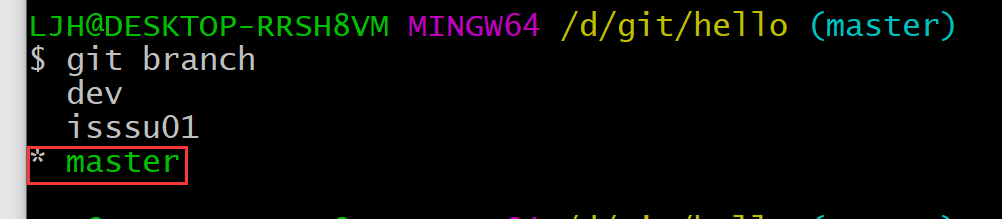 LJH@DESKTOP-RRSH8VM MINGW64 /d/git/hello (master)
$ git branch
  dev
  isssu01
* master